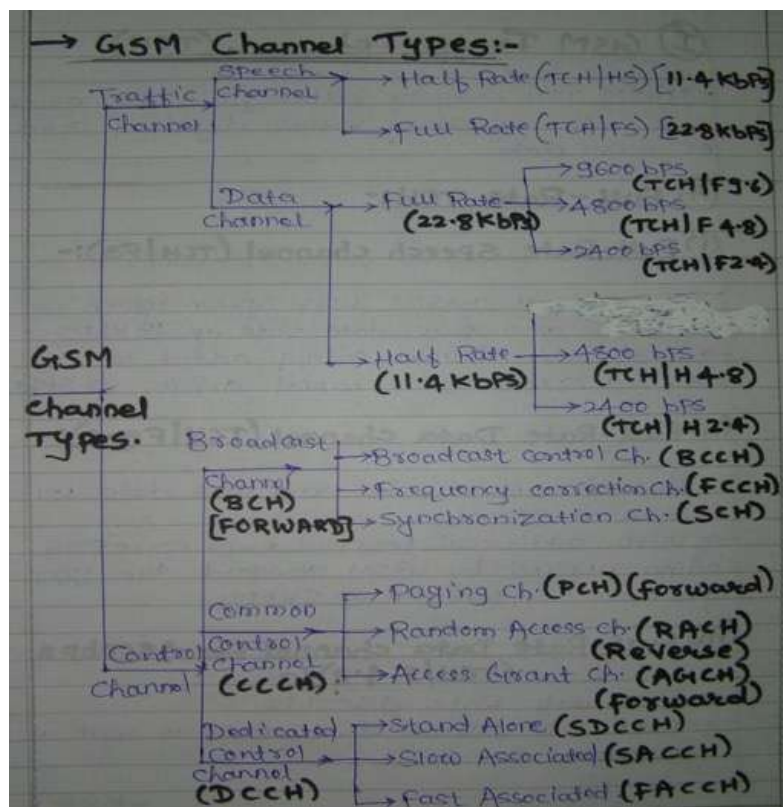 → GSM Channel Types:-
Traffic Channel
Speech Channel
→ Half Rate (TCH|HS) [11.4 kbps]
→ Full Rate (TCH|FS) [22.8kbps]
Data Channel
→ Full Rate (22.8 Kbps)
→ 9600 bps (TCH|F9.6)
→ 4800 bps (TCH|F 4.8)
→ 2400 bps (TCH|F2.4)
→ Half Rate (11.4 kbps)
→ 4800 bps (TCH|H 4.8)
→ 2400 bps (TCH|H2.4)
GSM
Channel
Types.
Control Channel
Broadcast
Channel
(BCH)
[FORWARD]
→ Broadcast control Ch. (BCCH)
→ Frequency correction Ch. (FCCH)
→ Synchronization Ch. (SCH)
Common
Control
Channel
(CCCH):
→ Paging Ch. (PCH) (forward)
→ Random Access Ch. (RACH)
(Reverse)
→ Access Grant Ch. (AGCH)
(forward)
Dedicated
Control
Channel
(DCCH)
→ Stand Alone (SDCCH)
→ Slow Associated (SACCH)
→ Fast Associated (FACCH)